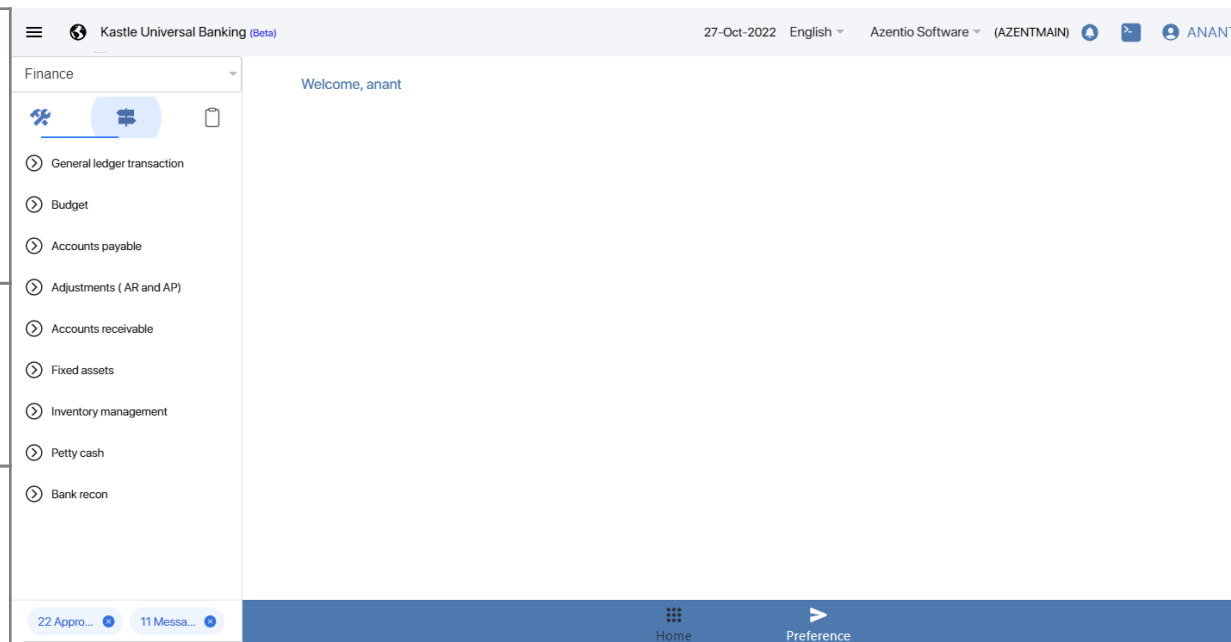 Kastle Universal Banking (Beta)
27-Oct-2022 English Azentio Software (AZENTMAIN) ANANT
Finance
Welcome, anant
General ledger transaction
Budget
Accounts payable
Adjustments ( AR and AP)
Accounts receivable
Fixed assets
Inventory management
Petty cash
Bank recon
22 Appro... 11 Messa...
Home
Preference